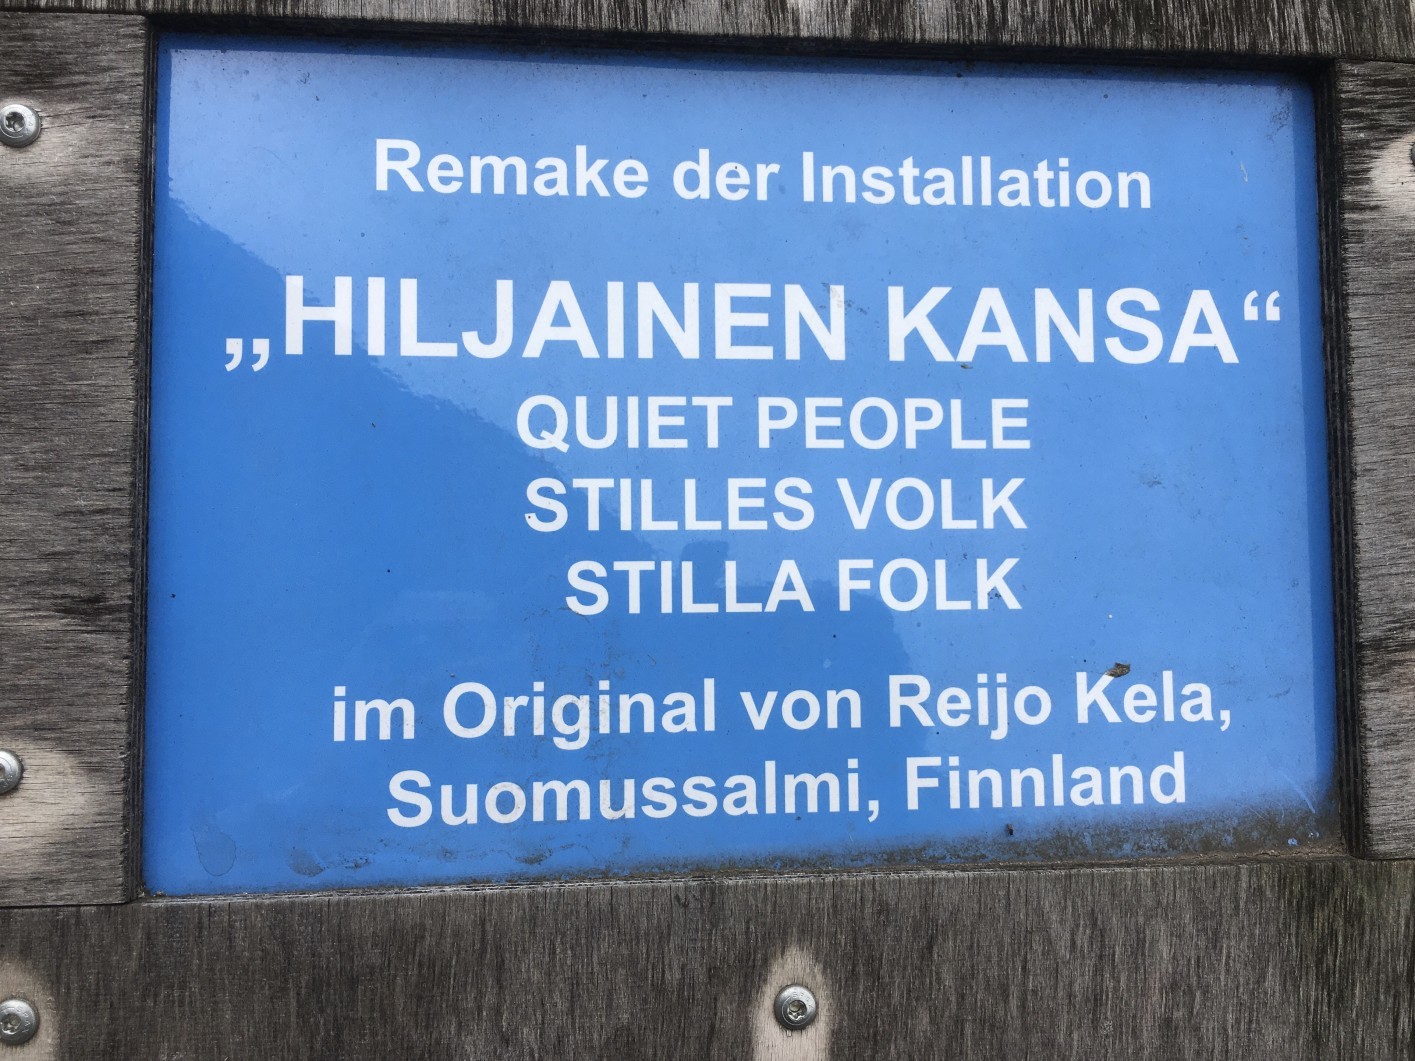 Remake der Installation
„HILJAINEN KANSA“
QUIET PEOPLE
STILLES VOLK
STILLA FOLK
im Original von Reijo Kela,
Suomussalmi, Finnland